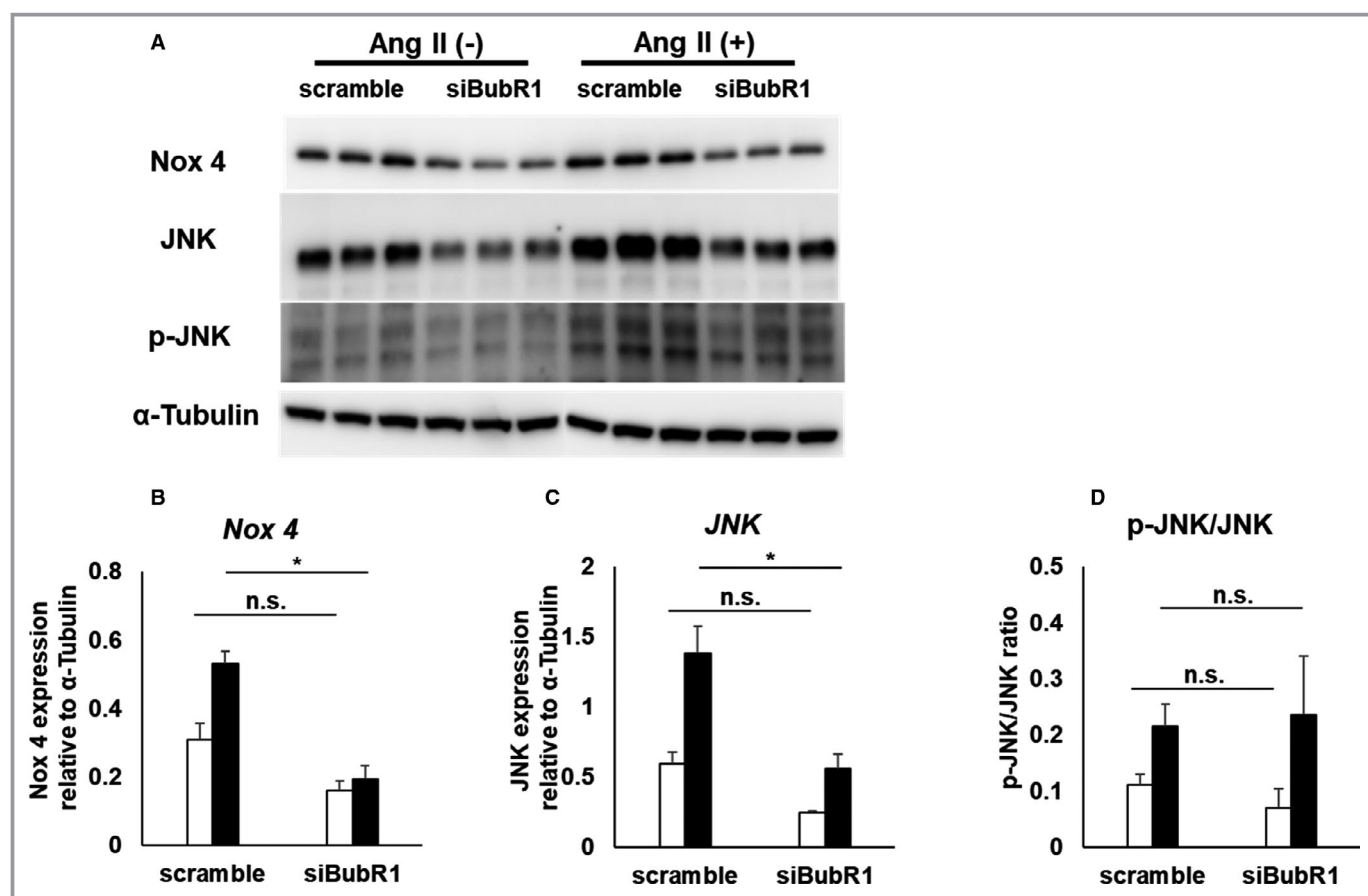 A
Ang II (-) Ang II (+)
scramble siBubR1 scramble siBubR1
Nox 4
JNK
p-JNK
α-Tubulin
B
Nox 4
Nox 4 expression
relative to α-Tubulin
0.8
0.6
0.4
0.2
0
*
n.s.
scramble siBubR1
C
JNK
JNK expression
relative to α-Tubulin
2
1.5
1
0.5
0
*
n.s.
scramble siBubR1
D
p-JNK/JNK
p-JNK/JNK ratio
0.5
0.4
0.3
0.2
0.1
0
n.s.
n.s.
scramble siBubR1